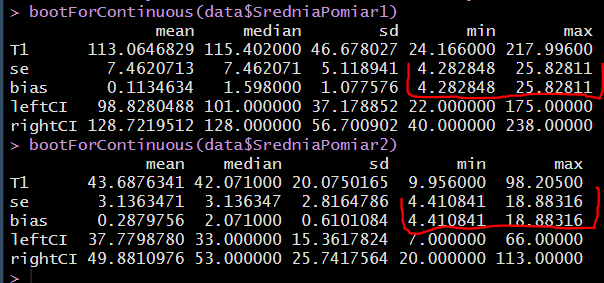 > bootForContinuous(data$SredniaPomiar1)
mean median sd min max
T1 113.0646829 115.402000 46.678027 24.166000 217.99600
se 7.4620713 7.462071 5.118941 4.282848 25.82811
bias 0.1134634 1.598000 1.077576 4.282848 25.82811
leftCI 98.8280488 101.000000 37.178852 22.000000 175.00000
rightCI 128.7219512 128.000000 56.700902 40.000000 238.00000
> bootForContinuous(data$SredniaPomiar2)
mean median sd min max
T1 43.6876341 42.071000 20.0750165 9.956000 98.20500
se 3.1363471 3.136347 2.8164786 4.410841 18.88316
bias 0.2879756 2.071000 0.6101084 4.410841 18.88316
leftCI 37.7798780 33.000000 15.3617824 7.000000 66.00000
rightCI 49.8810976 53.000000 25.7417564 20.000000 113.00000
>